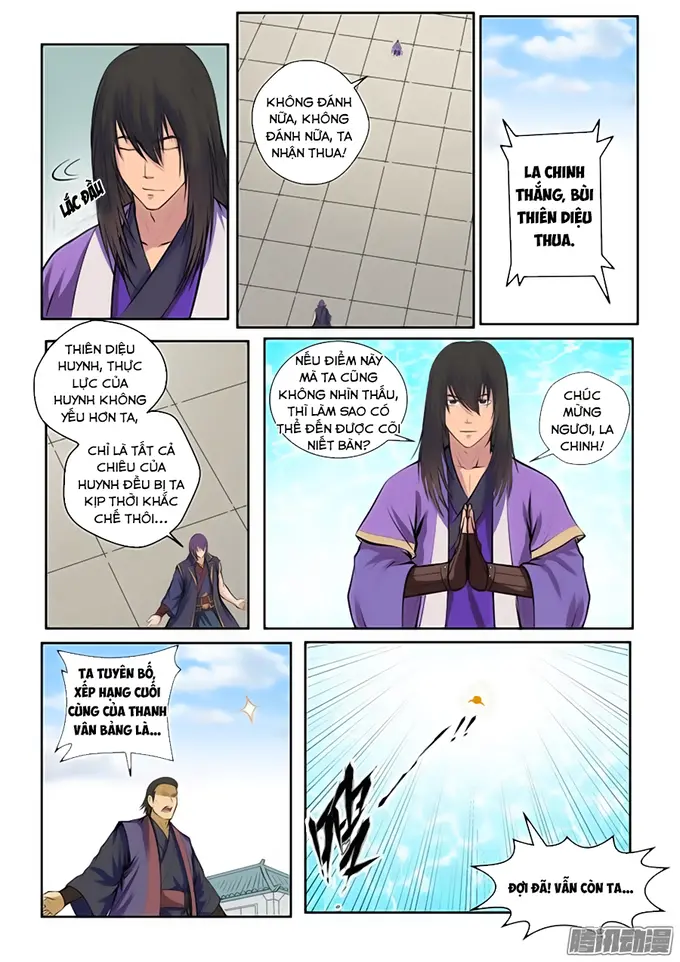 LẮC ĐẦU
KHÔNG ĐÁNH
NỮA, KHÔNG
ĐÁNH NỮA, TA
NHẬN THUA!
LA CHINH
THẮNG, BÙI
THIÊN DIỆU
THUA.
THIÊN DIỆU
HUYNH, THỰC
LỰC CỦA
HUYNH KHÔNG
YẾU HƠN TA,
CHỈ LÀ TẤT CẢ
CHIÊU CỦA
HUYNH ĐỀU BỊ TA
KỊP THỜI KHẮC
CHẾ THÔI...
NẾU ĐIỂM NÀY
MÀ TA CŨNG
KHÔNG NHÌN THẤU,
THÌ LÀM SAO CÓ
THỂ ĐẾN ĐƯỢC CÕI
NIẾT BÀN?
CHÚC
MỪNG
NGƯƠI, LA
CHINH!
TA TUYÊN BỐ,
XẾP HẠNG CUỐI
CÙNG CỦA THANH
VÂN BẢNG LÀ...
ĐỢI ĐÃ! VẪN CÒN TA...
腾讯动漫